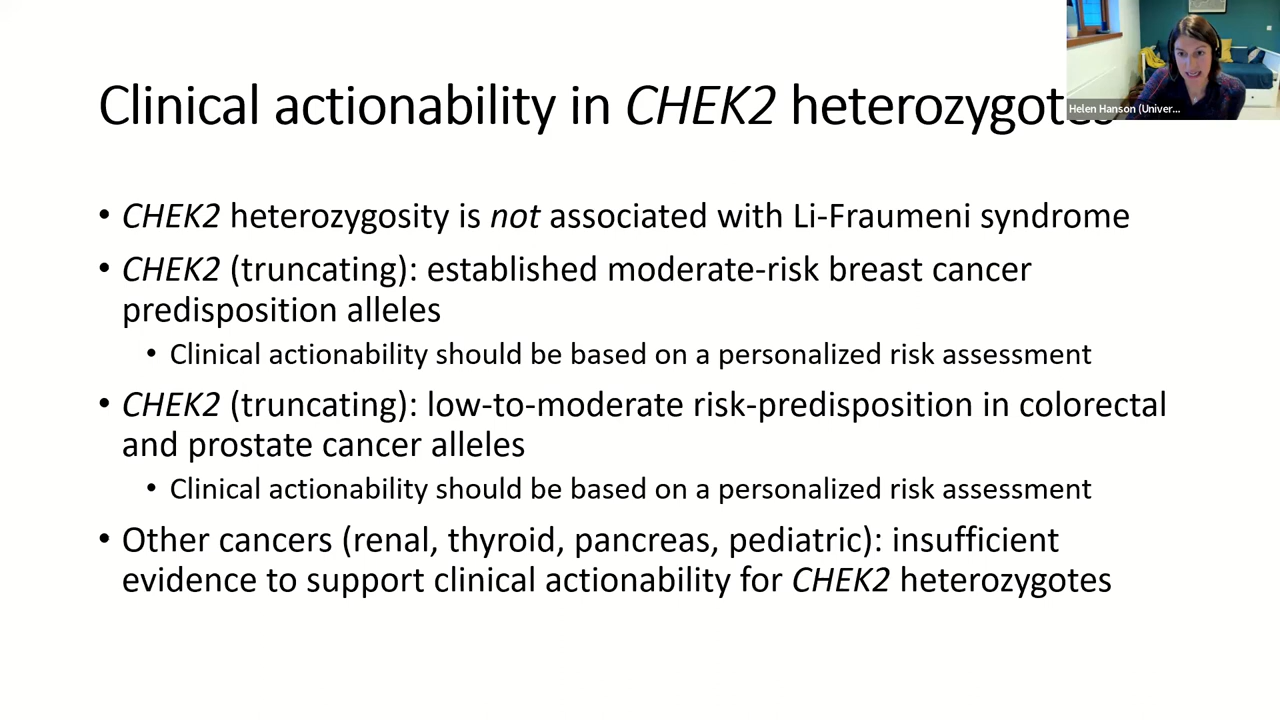 Clinical actionability in CHEK2 heterozygotes
Helen Hanson (Univer...
• CHEK2 heterozygosity is not associated with Li-Fraumeni syndrome
• CHEK2 (truncating): established moderate-risk breast cancer
predisposition alleles
• Clinical actionability should be based on a personalized risk assessment
• CHEK2 (truncating): low-to-moderate risk-predisposition in colorectal
and prostate cancer alleles
• Clinical actionability should be based on a personalized risk assessment
• Other cancers (renal, thyroid, pancreas, pediatric): insufficient
evidence to support clinical actionability for CHEK2 heterozygotes